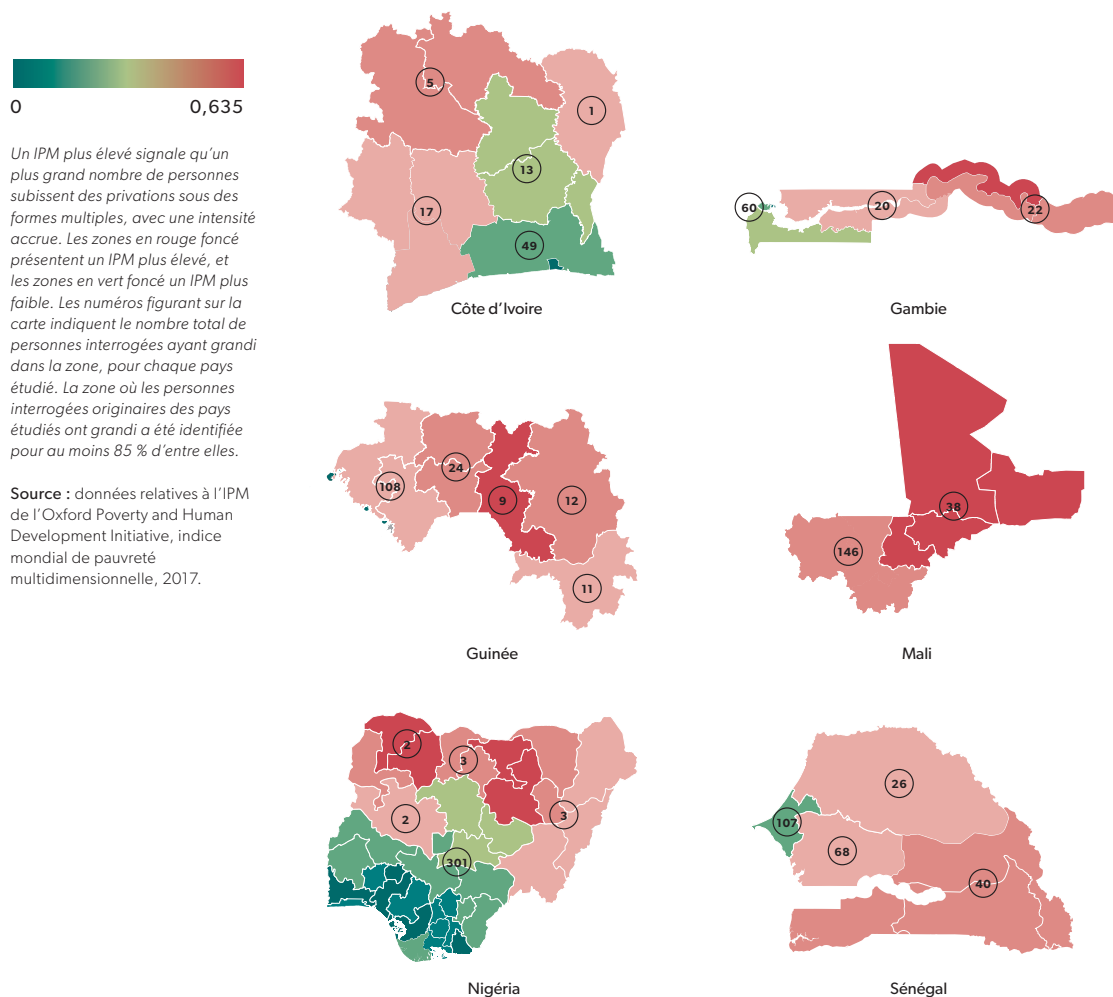 0 0,635
Un IPM plus élevé signale qu’un
plus grand nombre de personnes
subissent des privations sous des
formes multiples, avec une intensité
accrue. Les zones en rouge foncé
présentent un IPM plus élevé, et
les zones en vert foncé un IPM plus
faible. Les numéros figurant sur la
carte indiquent le nombre total de
personnes interrogées ayant grandi
dans la zone, pour chaque pays
étudié. La zone où les personnes
interrogées originaires des pays
étudiés ont grandi a été identifiée
pour au moins 85 % d’entre elles.
Source : données relatives à l’IPM
de l’Oxford Poverty and Human
Development Initiative, indice
mondial de pauvreté
multidimensionnelle, 2017.
5
1
13
17
49
Côte d’Ivoire
60
20
22
Gambie
24
108
9
12
11
Guinée
38
146
Mali
2
3
2
3
301
Nigéria
26
107
68
40
Sénégal